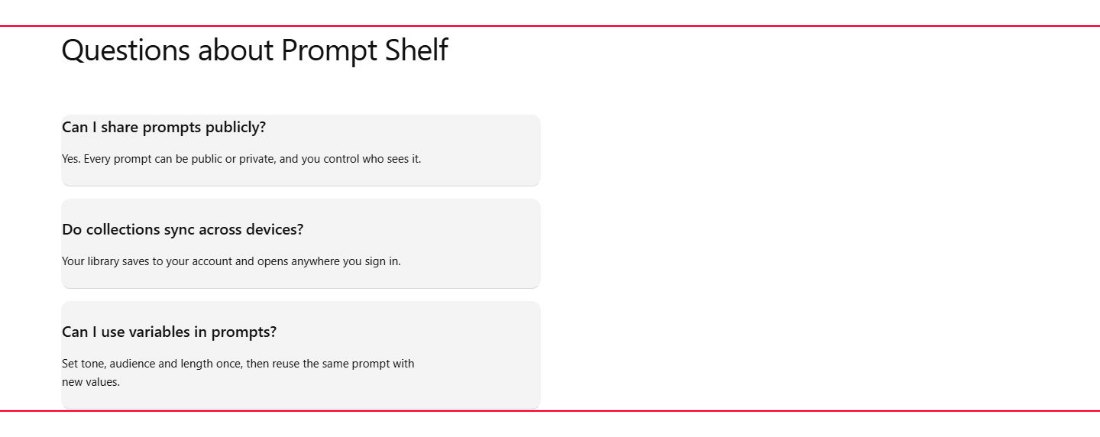 Questions about Prompt Shelf
Can I share prompts publicly?
Yes. Every prompt can be public or private, and you control who sees it.
Do collections sync across devices?
Your library saves to your account and opens anywhere you sign in.
Can I use variables in prompts?
Set tone, audience and length once, then reuse the same prompt with
new values.